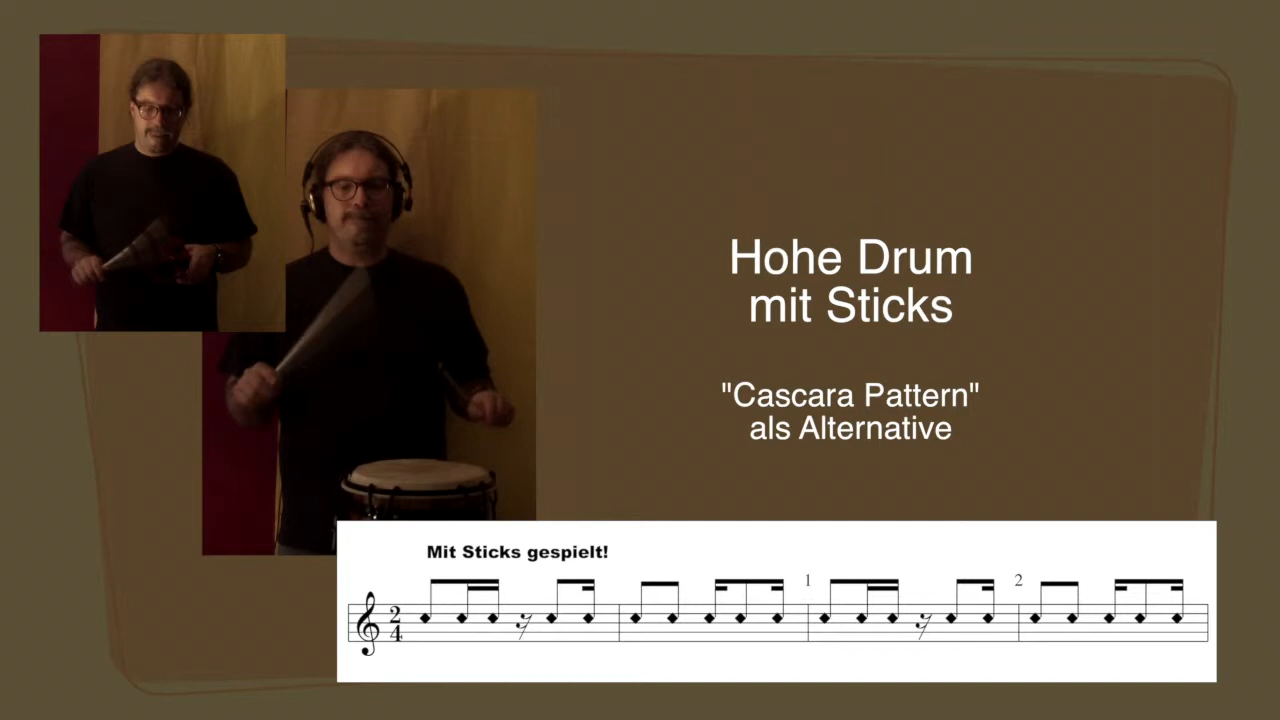 Hohe Drum
mit Sticks
"Cascara Pattern"
als Alternative
Mit Sticks gespielt!
1
2
2
4